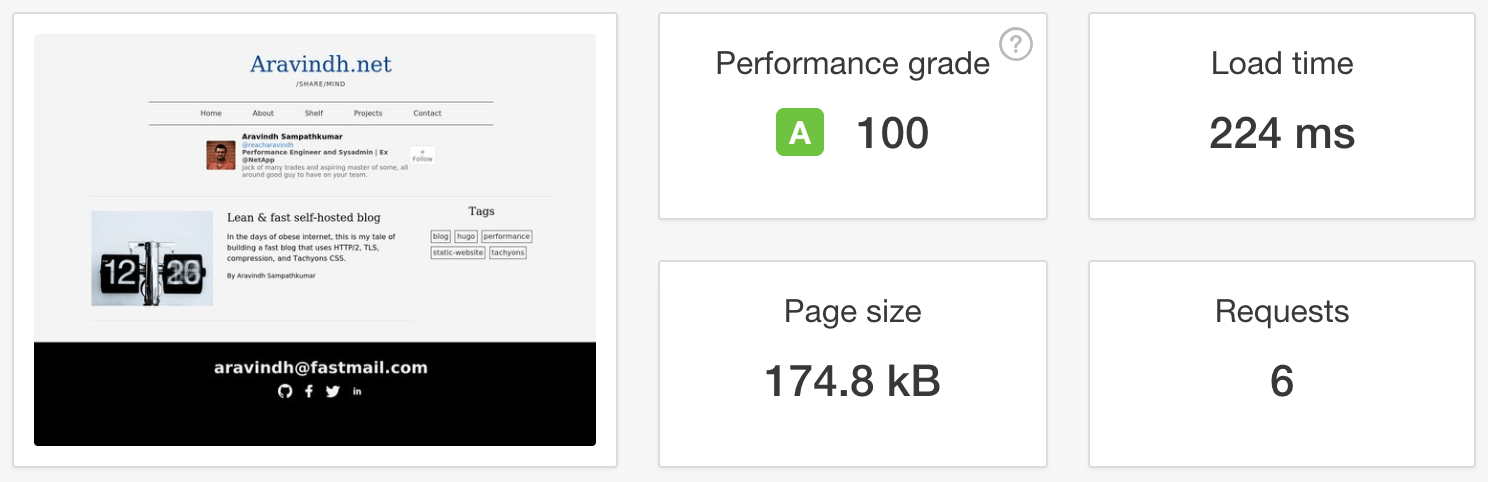 Aravindh.net
/SHARE/MIND
Home About Shelf Projects Contact
Aravindh Sampathkumar
@reacharavindh
Performance Engineer and Sysadmin | Ex
@NetApp
Jack of many trades and aspiring master of some, all
around good guy to have on your team.
+
Follow
Lean & fast self-hosted blog
In the days of obese internet, this is my tale of
building a fast blog that uses HTTP/2, TLS,
compression, and Tachyons CSS.
By Aravindh Sampathkumar
12
Tags
blog hugo performance
static-website tachyons
aravindh@fastmail.com
in
Performance grade ?
A 100
Load time
224 ms
Page size
174.8 kB
Requests
6